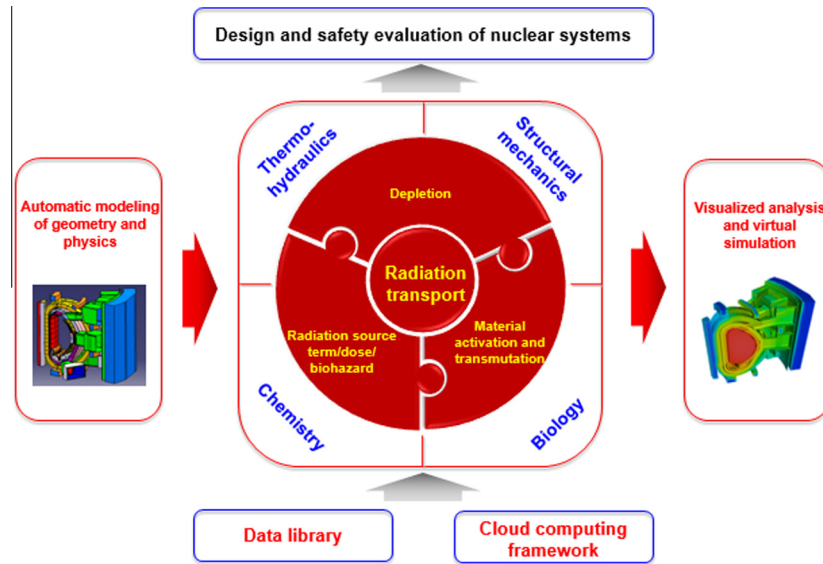 Design and safety evaluation of nuclear systems
Thermo-
hydraulics
Structural
mechanics
Automatic modeling
of geometry and
physics
Depletion
Radiation
transport
Radiation source
term/dose/
biohazard
Material
activation and
transmutation
Visualized analysis
and virtual
simulation
Chemistry
Biology
Data library
Cloud computing
framework